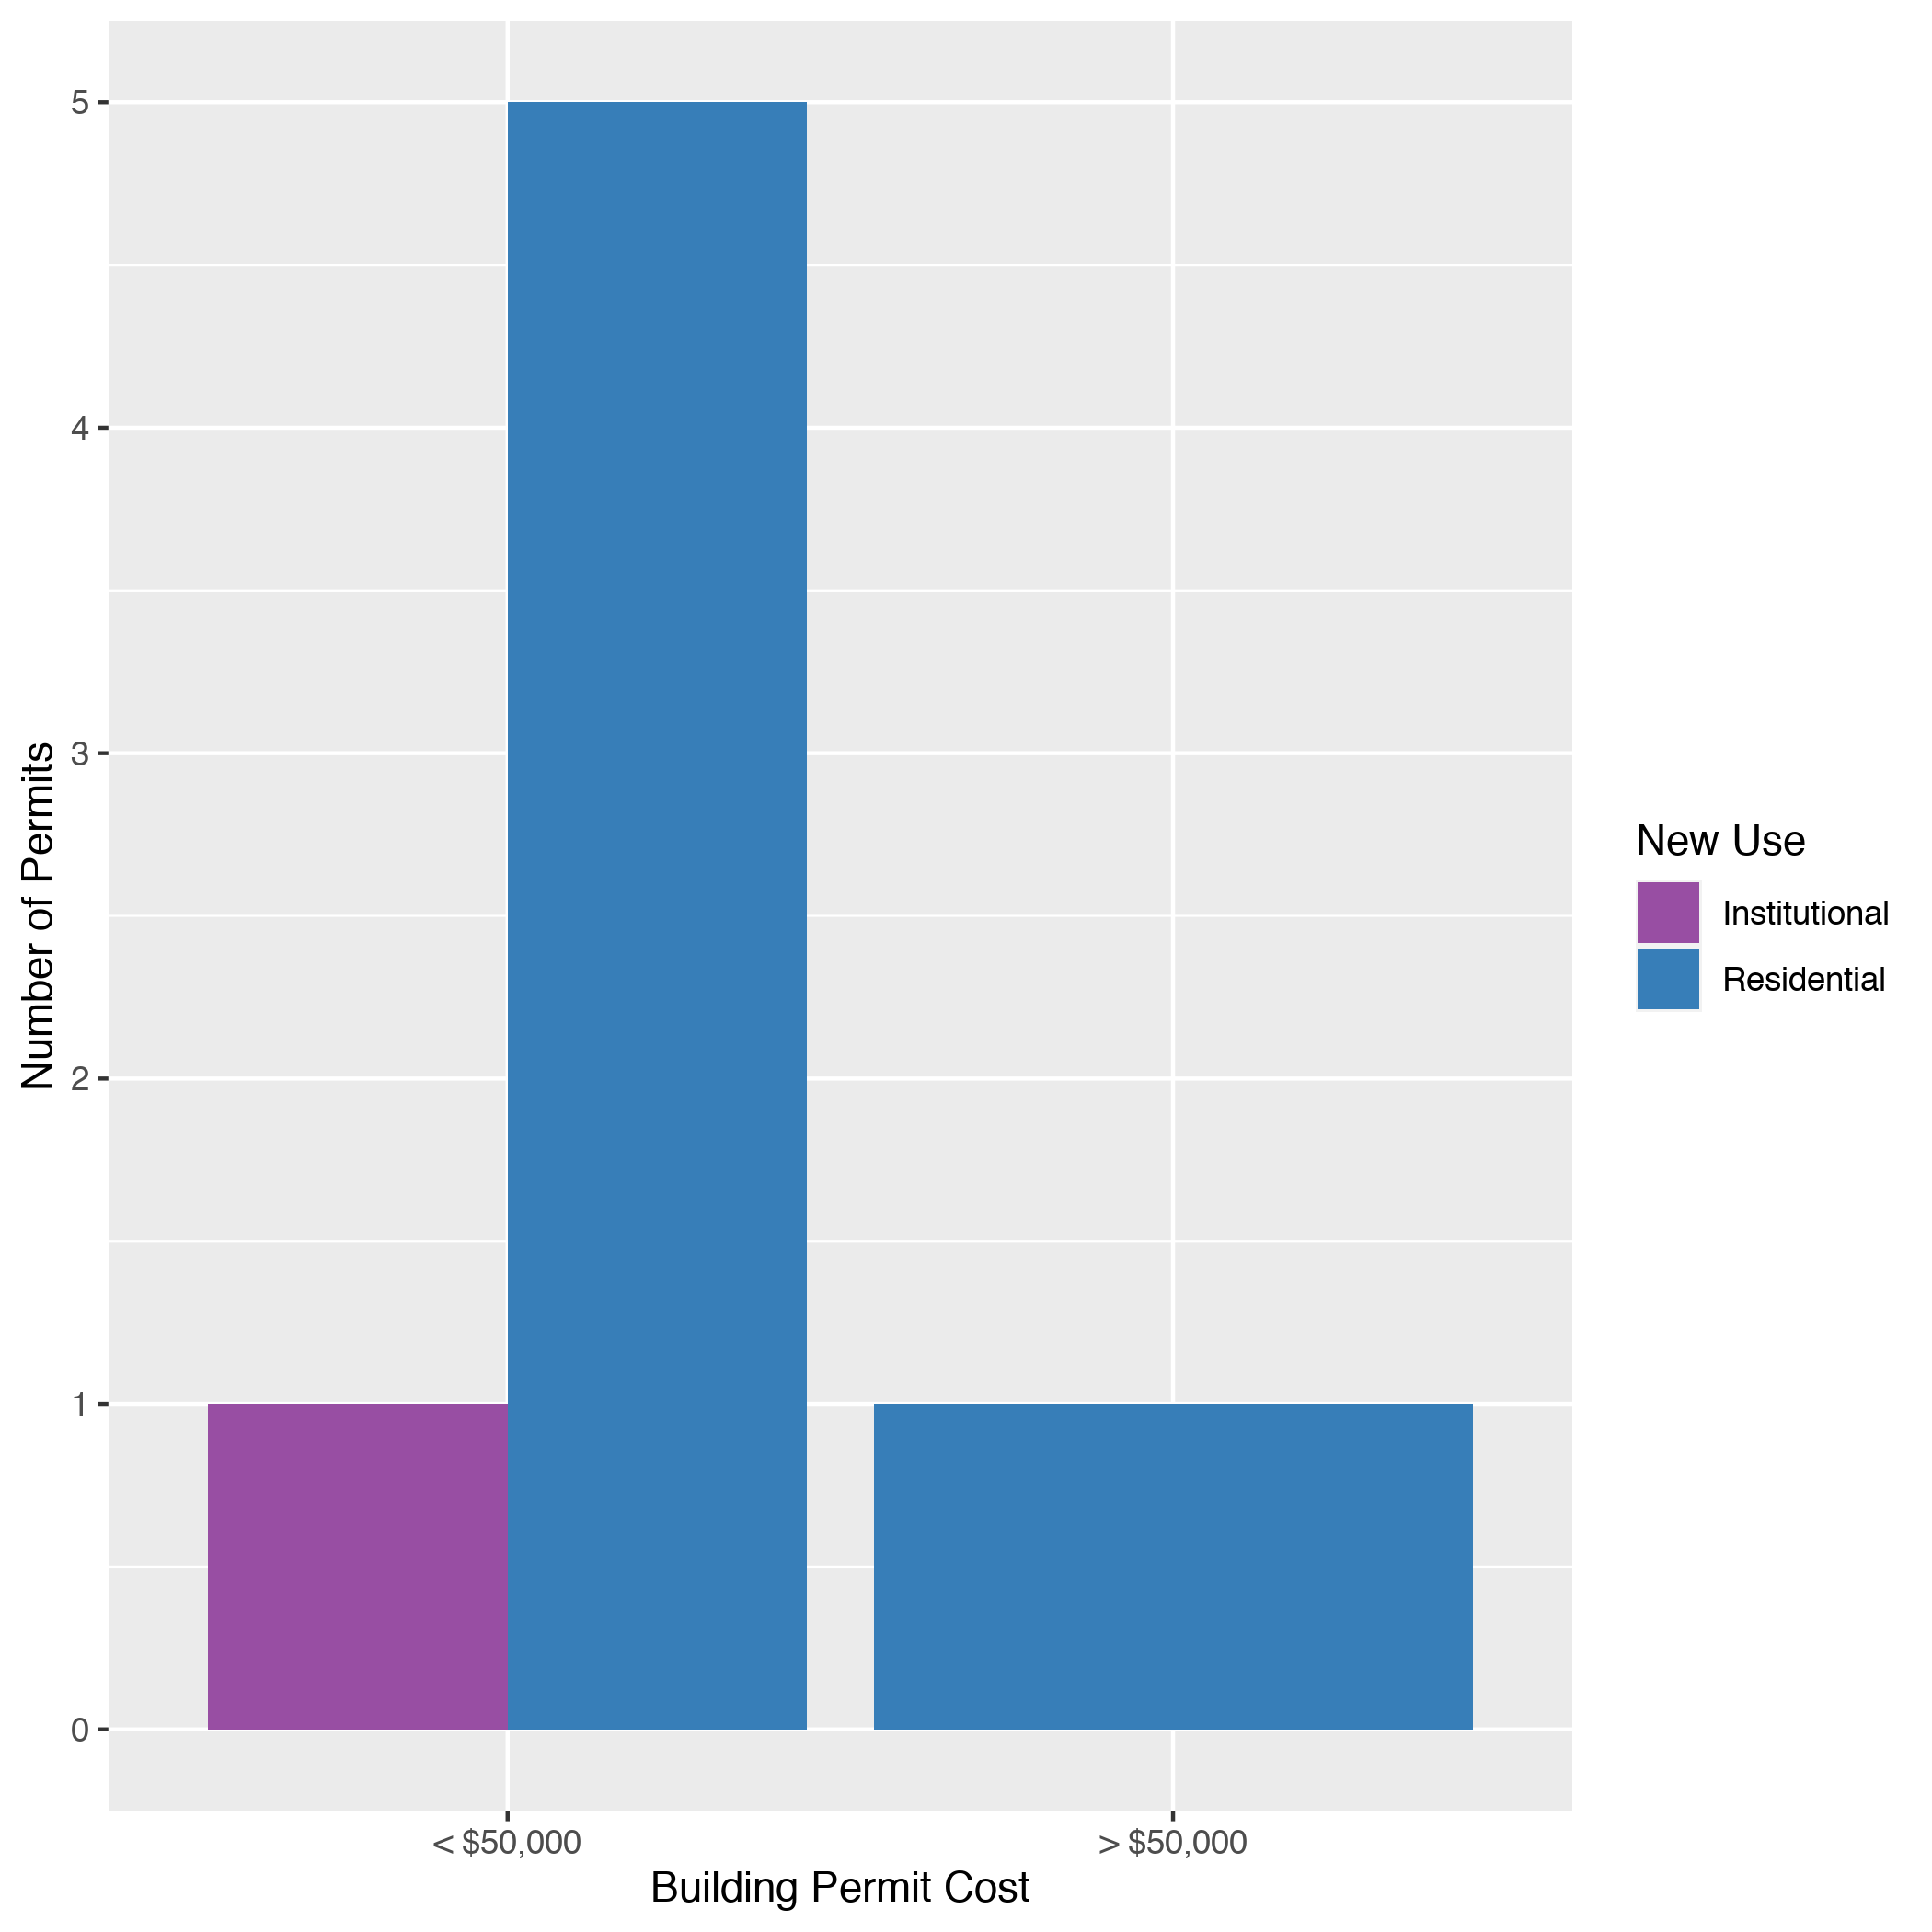 Number of Permits
5
4
3
2
1
0
< $50,000
> $50,000
Building Permit Cost
New Use
Institutional
Residential